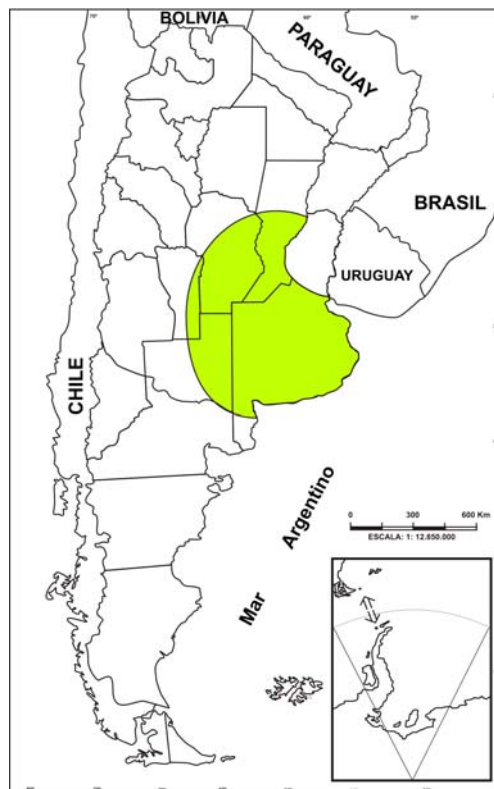 BOLIVIA
PARAGUAY
BRASIL
URUGUAY
CHILE
Mar Argentino
0 300 600 Km
ESCALA: 1: 12.850.000